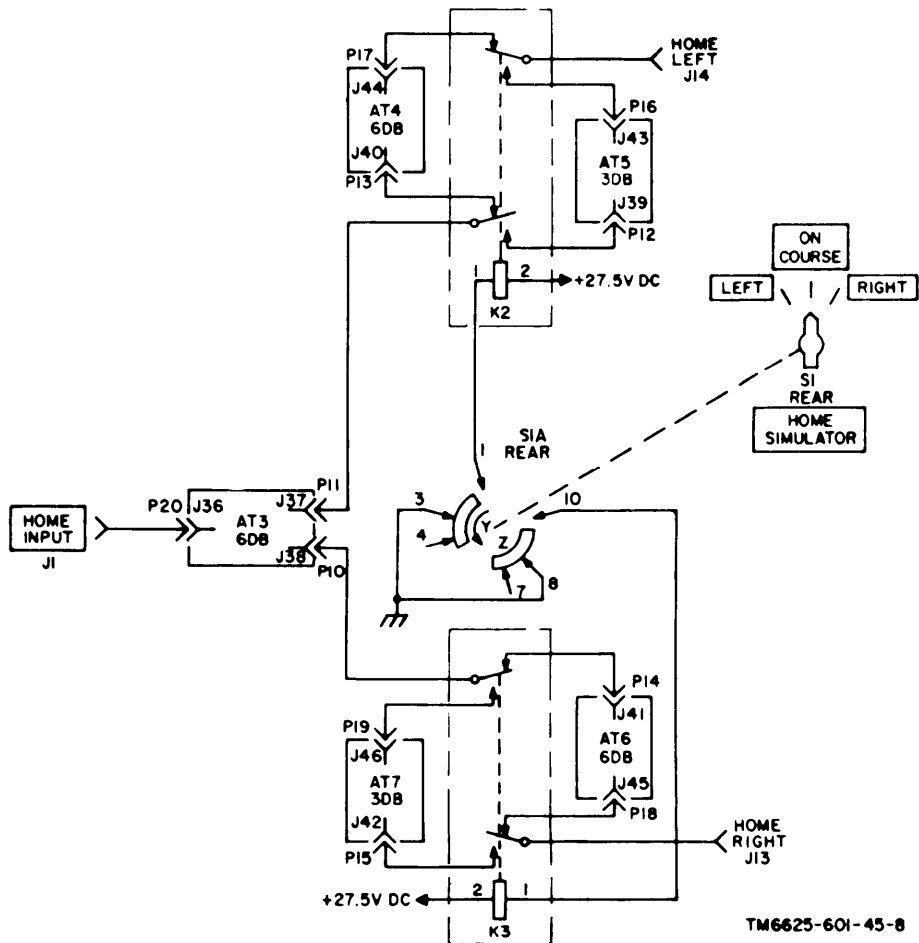 P17
J44
AT4
6DB
J40
P13
HOME
LEFT
J14
P16
J43
AT5
3DB
J39
P12
1
2
+27.5V DC
K2
ON
COURSE
LEFT
RIGHT
S1
REAR
HOME
SIMULATOR
S1A
REAR
1
3
4
Y
Z
10
7
8
HOME
INPUT
J1
P20
J36
AT3
6DB
J37
P11
J38
P10
P19
J46
AT7
3DB
J42
P15
P14
J41
AT6
6DB
J45
P18
HOME
RIGHT
J13
+27.5V DC
2
1
K3
TM6625-601-45-8